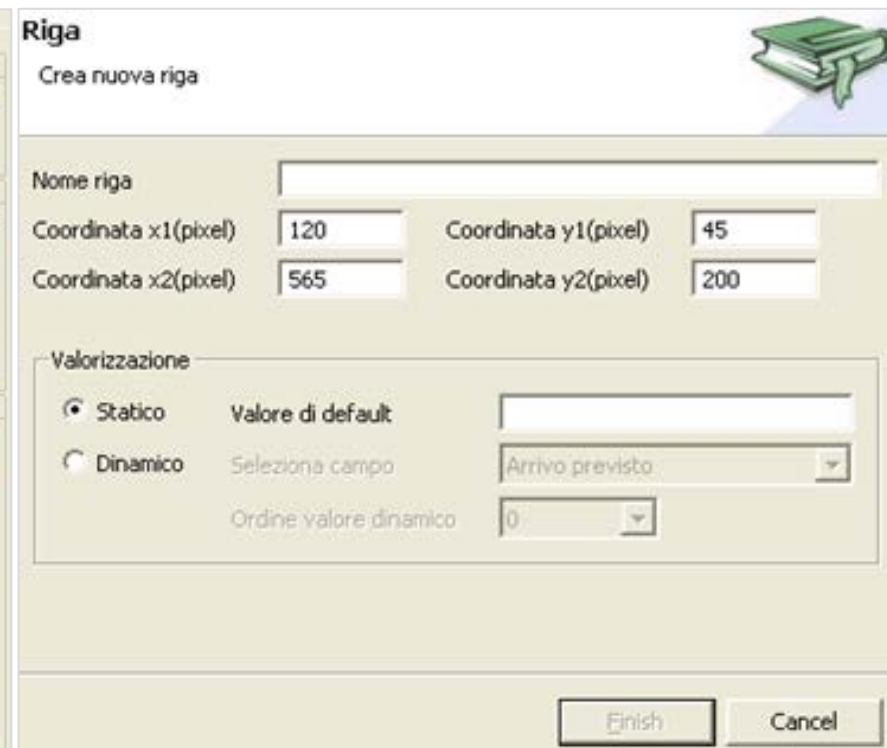 Riga
Crea nuova riga
Nome riga
Coordinata x1(pixel) 120 Coordinata y1(pixel) 45
Coordinata x2(pixel) 565 Coordinata y2(pixel) 200
Valorizzazione
Statico Valore di default
Dinamico Seleziona campo Arrivo previsto
Ordine valore dinamico 0
Finish Cancel